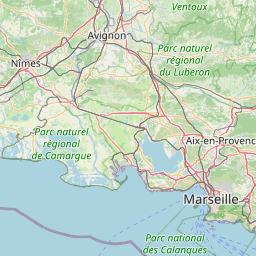 Ventoux
Avignon
Nîmes
Parc naturel
régional
du Luberon
Parc naturel
régional
de Camargue
Aix-en-Provenc
Marseille
Parc national
des Calanques